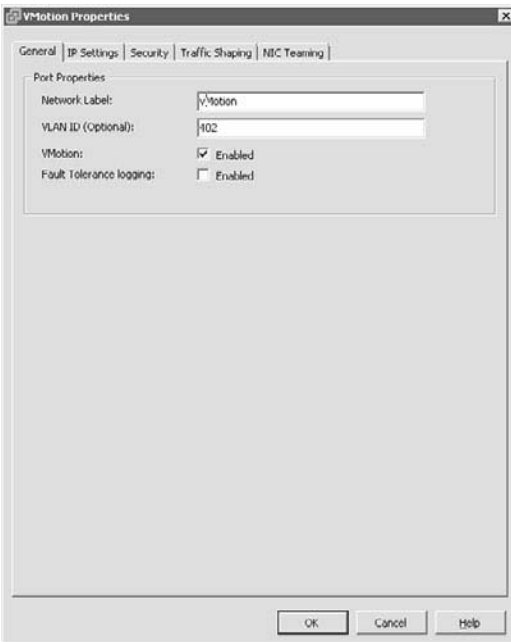 VMotion Properties
General IP Settings Security Traffic Shaping NIC Teaming
Port Properties
Network Label: vMotion
VLAN ID (Optional): 402
VMotion: Enabled
Fault Tolerance logging: Enabled
OK Cancel Help